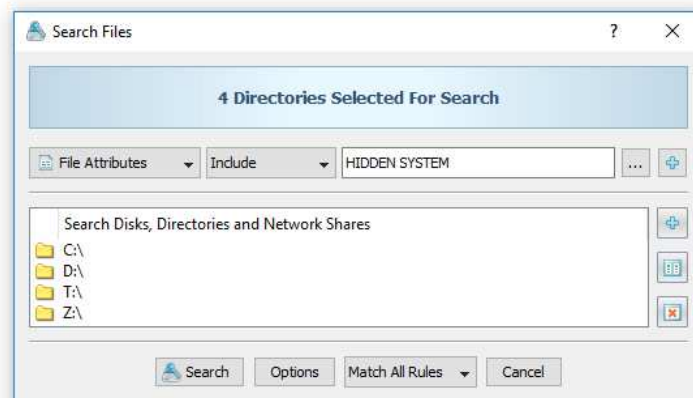 Search Files ?
4 Directories Selected For Search
File Attributes Include HIDDEN SYSTEM ...
Search Disks, Directories and Network Shares
C:\
D:\
T:\
Z:\
Search Options Match All Rules Cancel